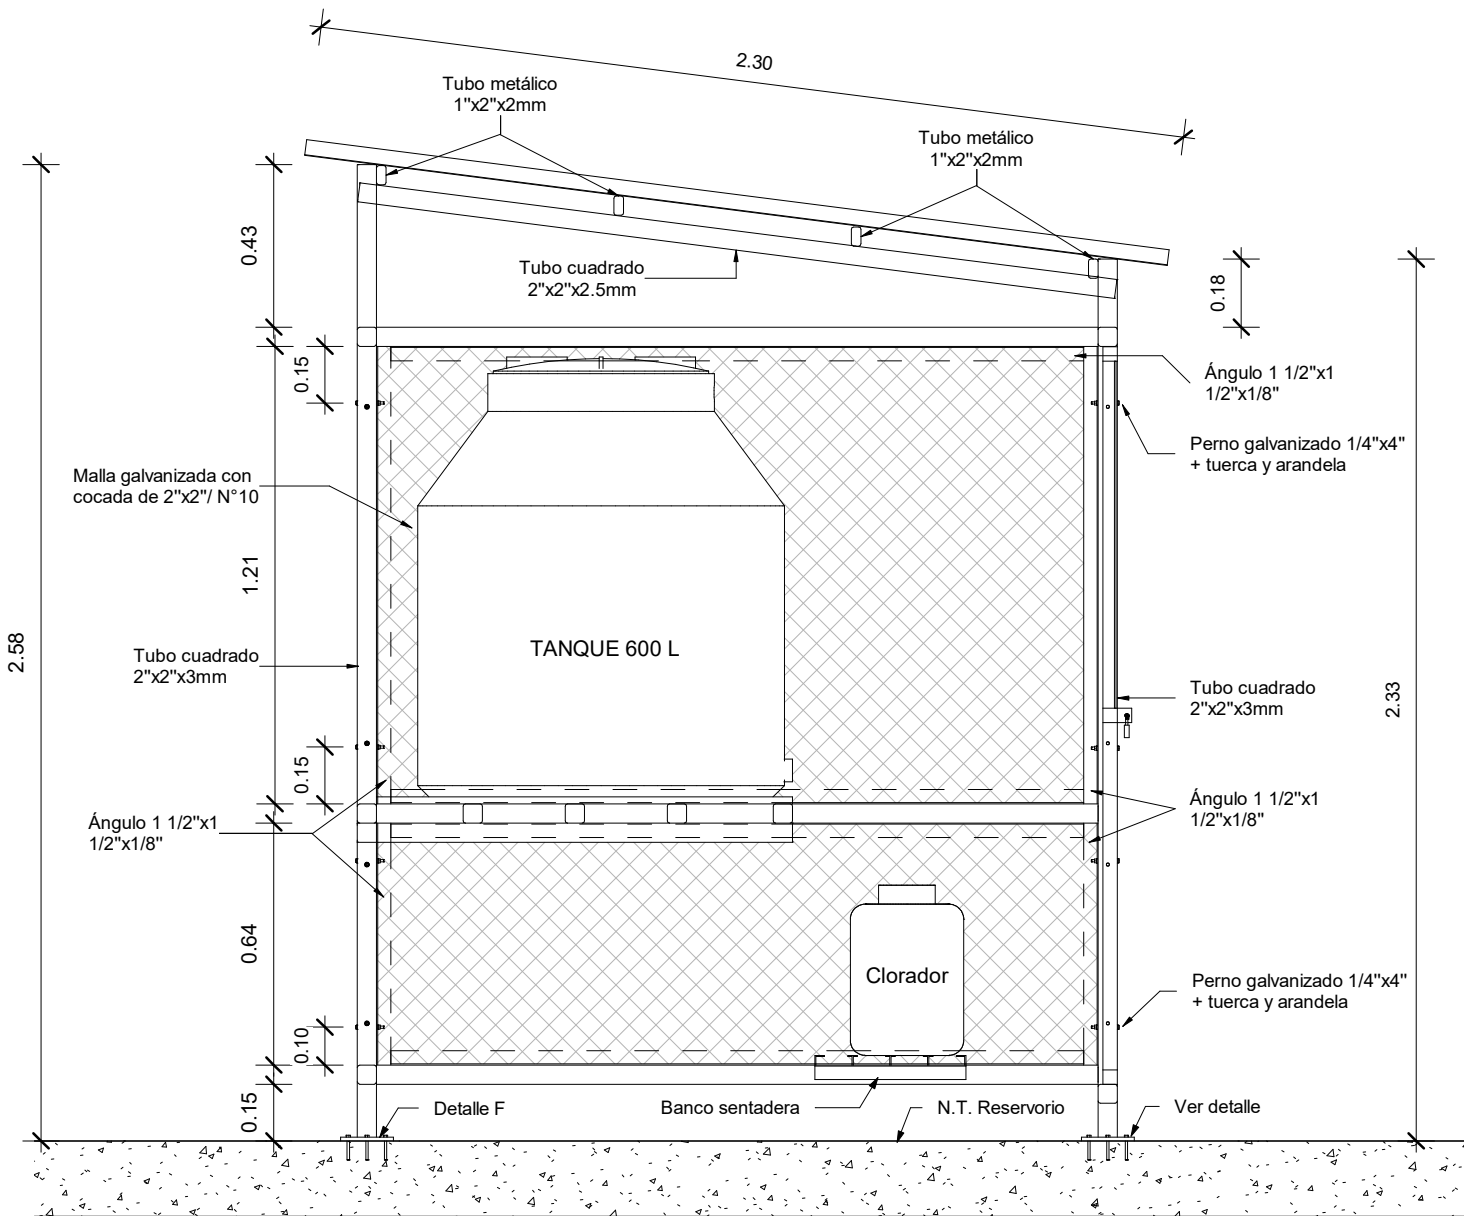 2.30
Tubo metálico
1"x2"x2mm
Tubo metálico
1"x2"x2mm
0.43
Tubo cuadrado
2"x2"x2.5mm
0.18
0.15
Ángulo 1 1/2"x1
1/2"x1/8"
Perno galvanizado 1/4"x4"
+ tuerca y arandela
Malla galvanizada con
cocada de 2"x2"/ N°10
1.21
2.58
TANQUE 600 L
Tubo cuadrado
2"x2"x3mm
Tubo cuadrado
2"x2"x3mm
2.33
0.15
Ángulo 1 1/2"x1
1/2"x1/8"
Ángulo 1 1/2"x1
1/2"x1/8"
0.64
Clorador
Perno galvanizado 1/4"x4"
+ tuerca y arandela
0.10
0.15
Detalle F
Banco sentadera
N.T. Reservorio
Ver detalle